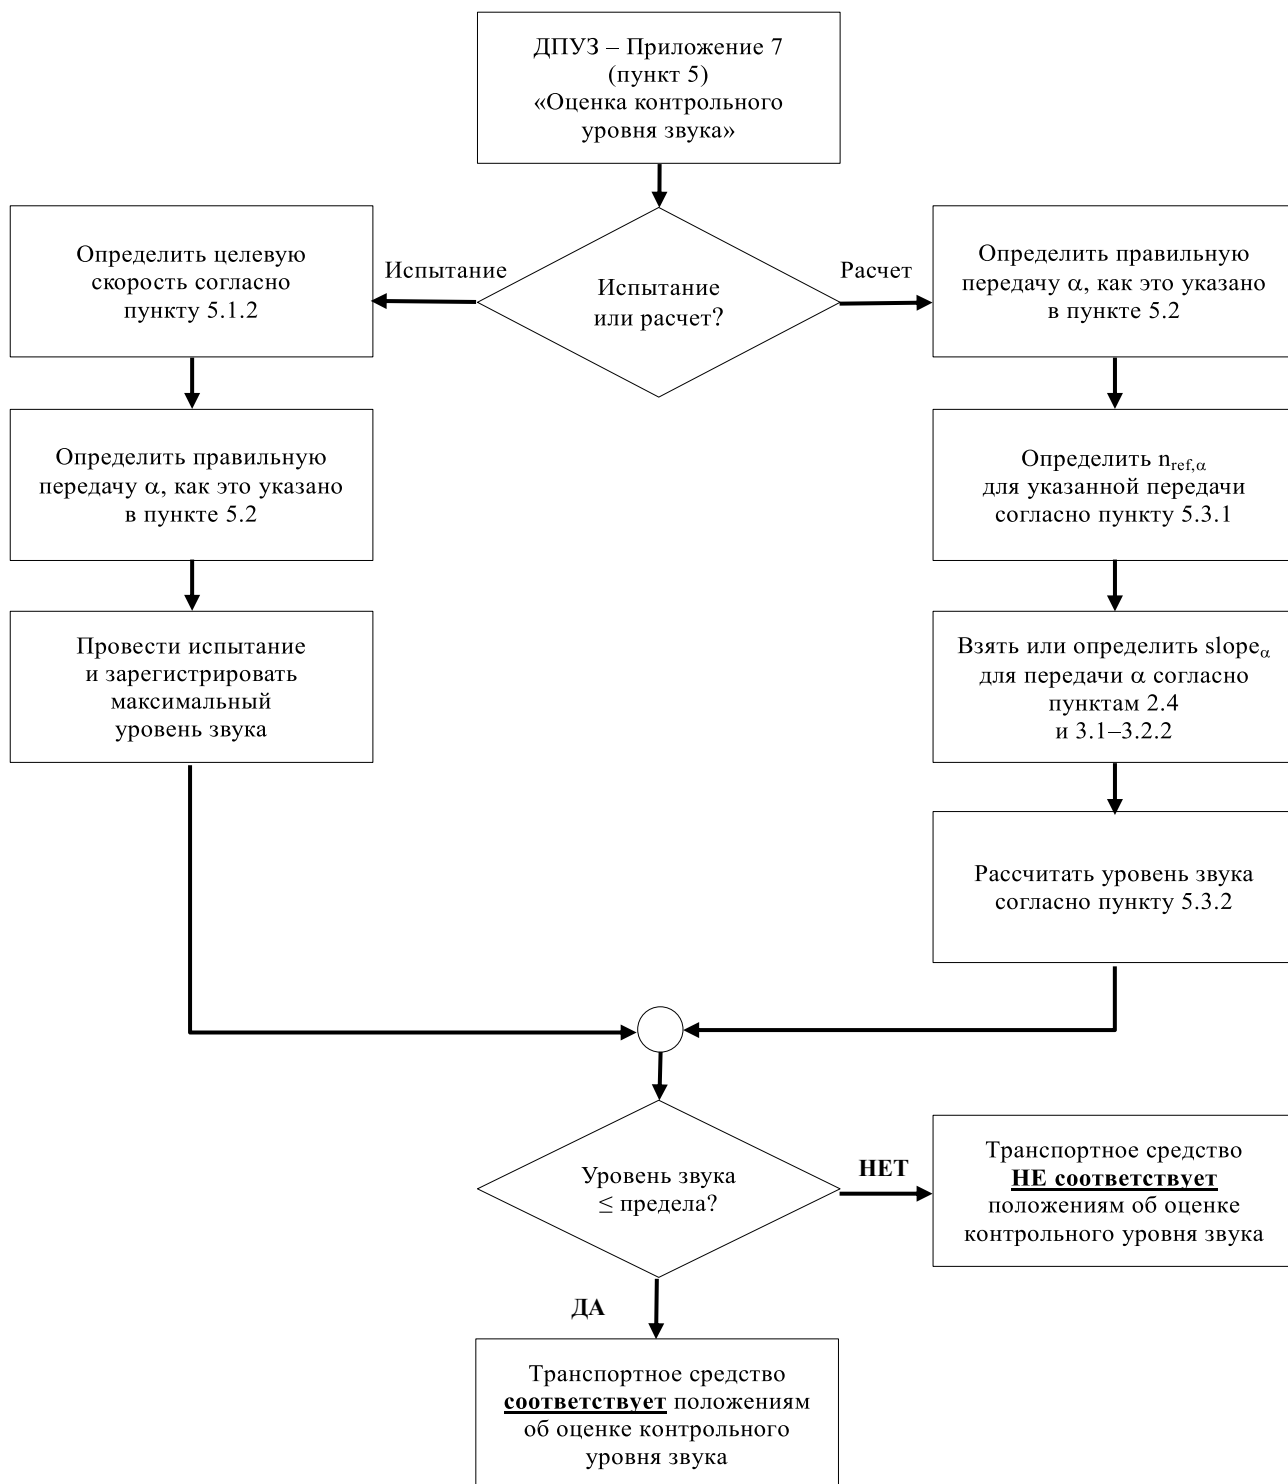 ДПУЗ – Приложение 7
(пункт 5)
«Оценка контрольного
уровня звука»
Определить целевую
скорость согласно
пункту 5.1.2
Испытание
Испытание
или расчет?
Расчет
Определить правильную
передачу α, как это указано
в пункте 5.2
Определить правильную
передачу α, как это указано
в пункте 5.2
Определить nref,α
для указанной передачи
согласно пункту 5.3.1
Провести испытание
и зарегистрировать
максимальный
уровень звука
Взять или определить slopeα
для передачи α согласно
пунктам 2.4
и 3.1–3.2.2
Рассчитать уровень звука
согласно пункту 5.3.2
Уровень звука
≤ предела?
НЕТ
Транспортное средство
НЕ соответствует
положениям об оценке
контрольного уровня звука
ДА
Транспортное средство
соответствует положениям
об оценке контрольного
уровня звука